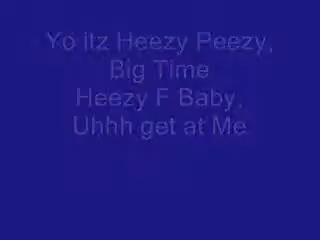 Yo itz Heezy Peezy,
Big Time
Heezy F Baby,
Uhhh get at Me